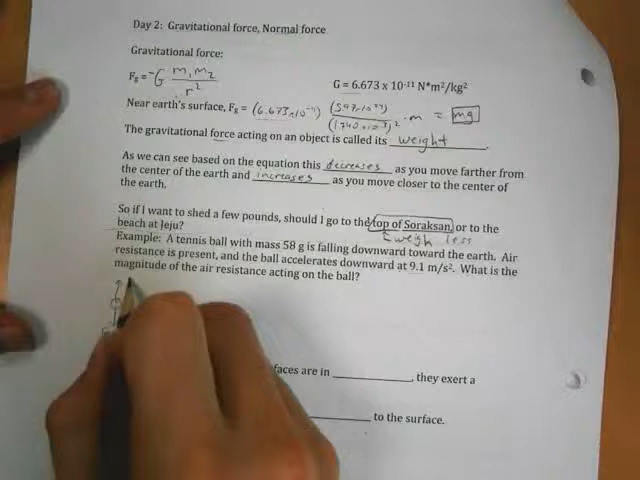 Day 2: Gravitational force, Normal force
Gravitational force:
Fg = -G m1m2 / r²
G = 6.673 x 10⁻¹¹ N*m²/kg²
Near earth's surface, Fg = (6.673x10⁻¹¹) (5.97x10²⁴) / ( x10³)² · m = mg
The gravitational force acting on an object is called its weight
As we can see based on the equation this decreases as you move farther from
the center of the earth and increases as you move closer to the center of
the earth.
So if I want to shed a few pounds, should I go to the top of Soraksan or to the
beach at Jeju?
weigh less
Example: A tennis ball with mass 58 g is falling downward toward the earth. Air
resistance is present, and the ball accelerates downward at 9.1 m/s². What is the
magnitude of the air resistance acting on the ball?
faces are in ____________, they exert a
____________ to the surface.